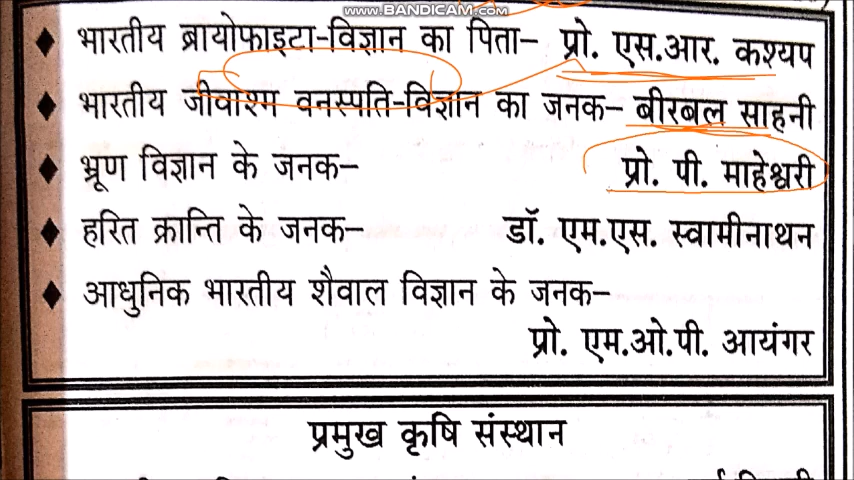 www.BANDICAM.com
♦ भारतीय ब्रायोफाइटा-विज्ञान का पिता– प्रो. एस.आर. कश्यप
♦ भारतीय जीवाश्म वनस्पति-विज्ञान का जनक– बीरबल साहनी
♦ भ्रूण विज्ञान के जनक– प्रो. पी. माहेश्वरी
♦ हरित क्रान्ति के जनक– डॉ. एम.एस. स्वामीनाथन
♦ आधुनिक भारतीय शैवाल विज्ञान के जनक–
प्रो. एम.ओ.पी. आयंगर
प्रमुख कृषि संस्थान